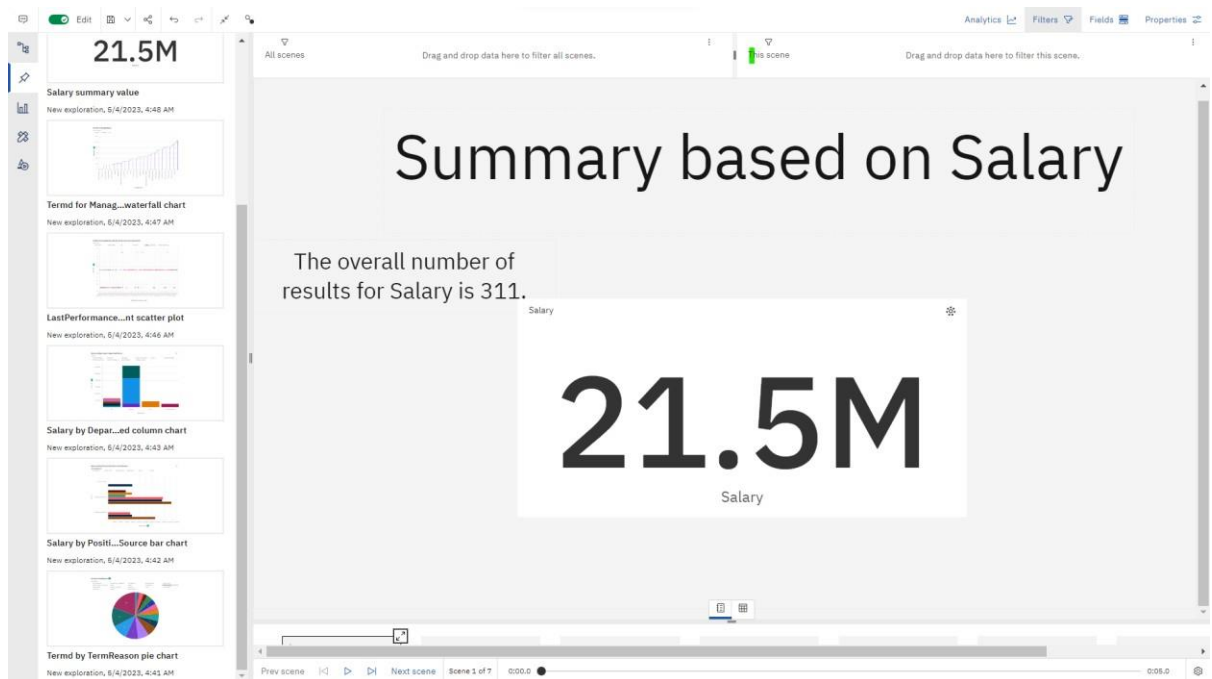 Edit
Analytics
Filters
Fields
Properties
21.5M
Salary summary value
New exploration, 6/4/2023, 4:48 AM
Termd for Manag...waterfall chart
New exploration, 6/4/2023, 4:47 AM
LastPerformance...nt scatter plot
New exploration, 6/4/2023, 4:46 AM
Salary by Depar...ed column chart
New exploration, 6/4/2023, 4:43 AM
Salary by Positi...Source bar chart
New exploration, 6/4/2023, 4:42 AM
Termd by TermReason pie chart
New exploration, 6/4/2023, 4:41 AM
All scenes
Drag and drop data here to filter all scenes.
This scene
Drag and drop data here to filter this scene.
Summary based on Salary
The overall number of
results for Salary is 311.
Salary
21.5M
Salary
Prev scene
Next scene
Scene 1 of 7
0:00.0
0:05.0